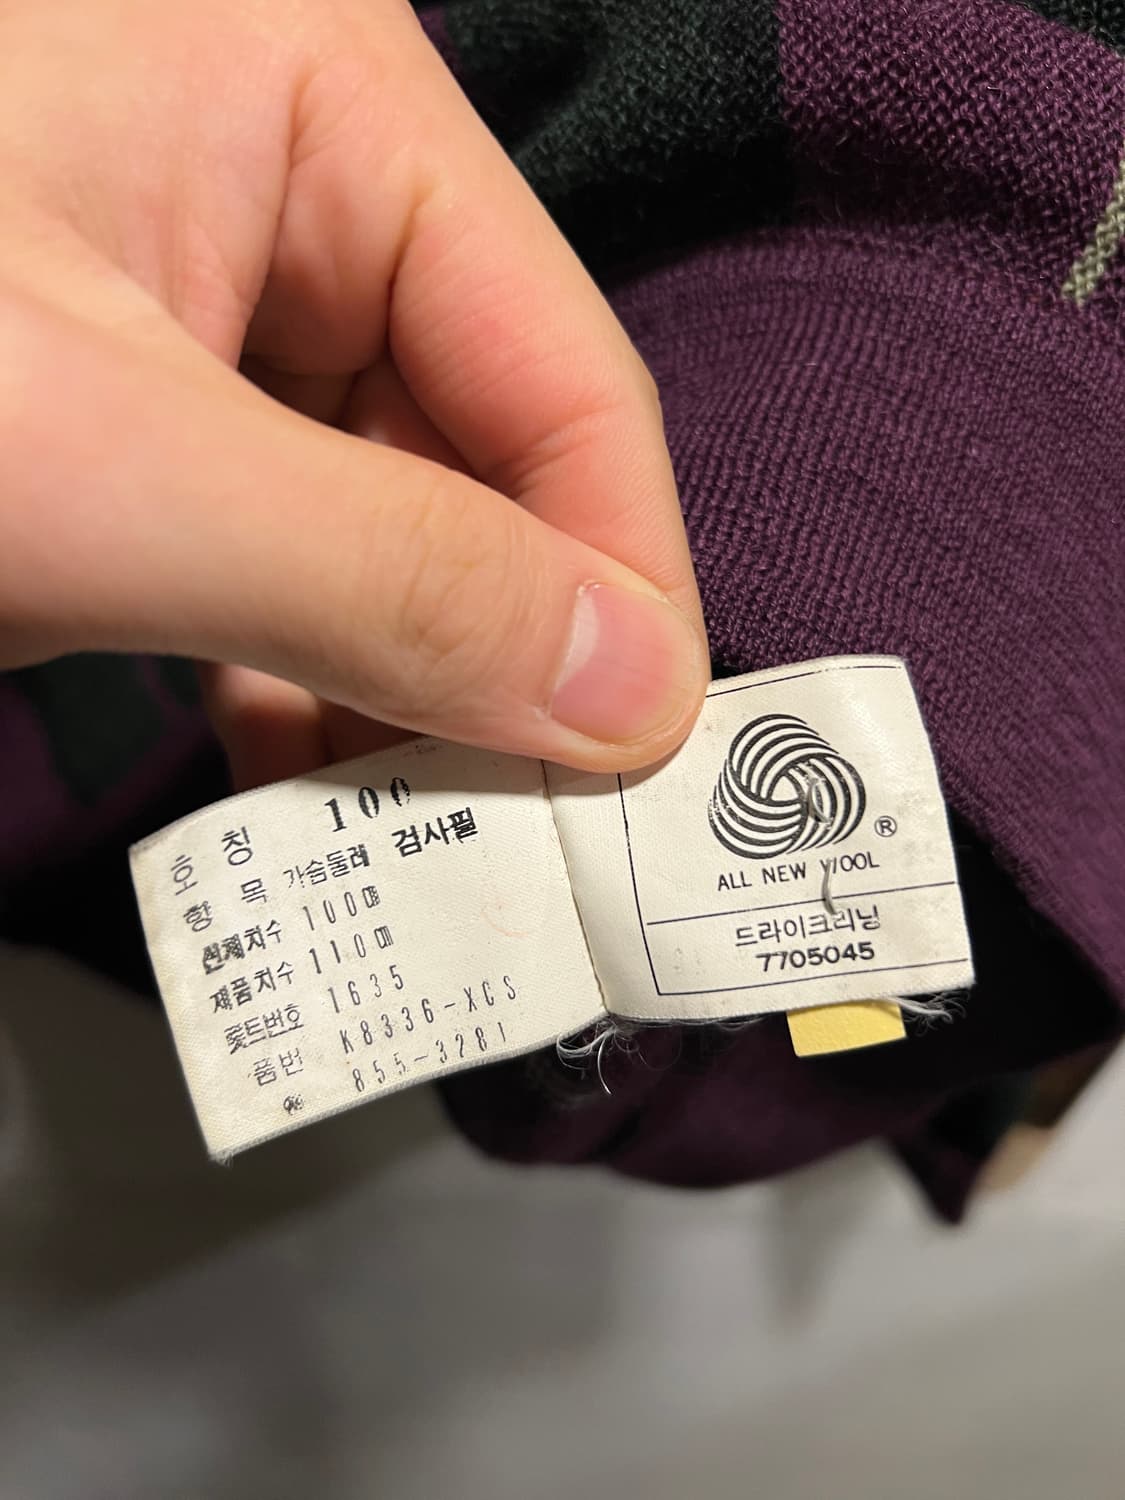 호 칭 100
항 목 가슴둘레 검사필
신체치수 100㎝
제품치수 110㎝
롯트번호 1635
품번 K8336-XCS
☎ 855-3281
®
ALL NEW WOOL
드라이크리닝
7705045